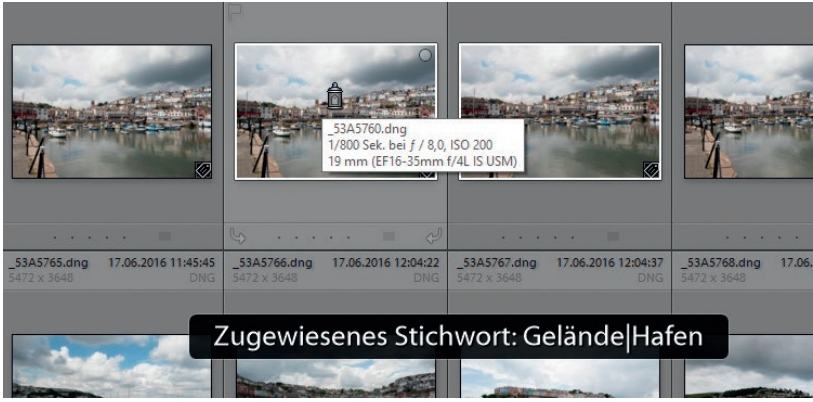 _53A5760.dng
1/800 Sek. bei ƒ / 8,0, ISO 200
19 mm (EF16-35mm f/4L IS USM)
_53A5765.dng 17.06.2016 11:45:45
5472 x 3648 DNG
_53A5766.dng 17.06.2016 12:04:22
5472 x 3648 DNG
_53A5767.dng 17.06.2016 12:04:37
5472 x 3648 DNG
_53A5768.dng 17.06.
5472 x 3648
Zugewiesenes Stichwort: Gelände|Hafen